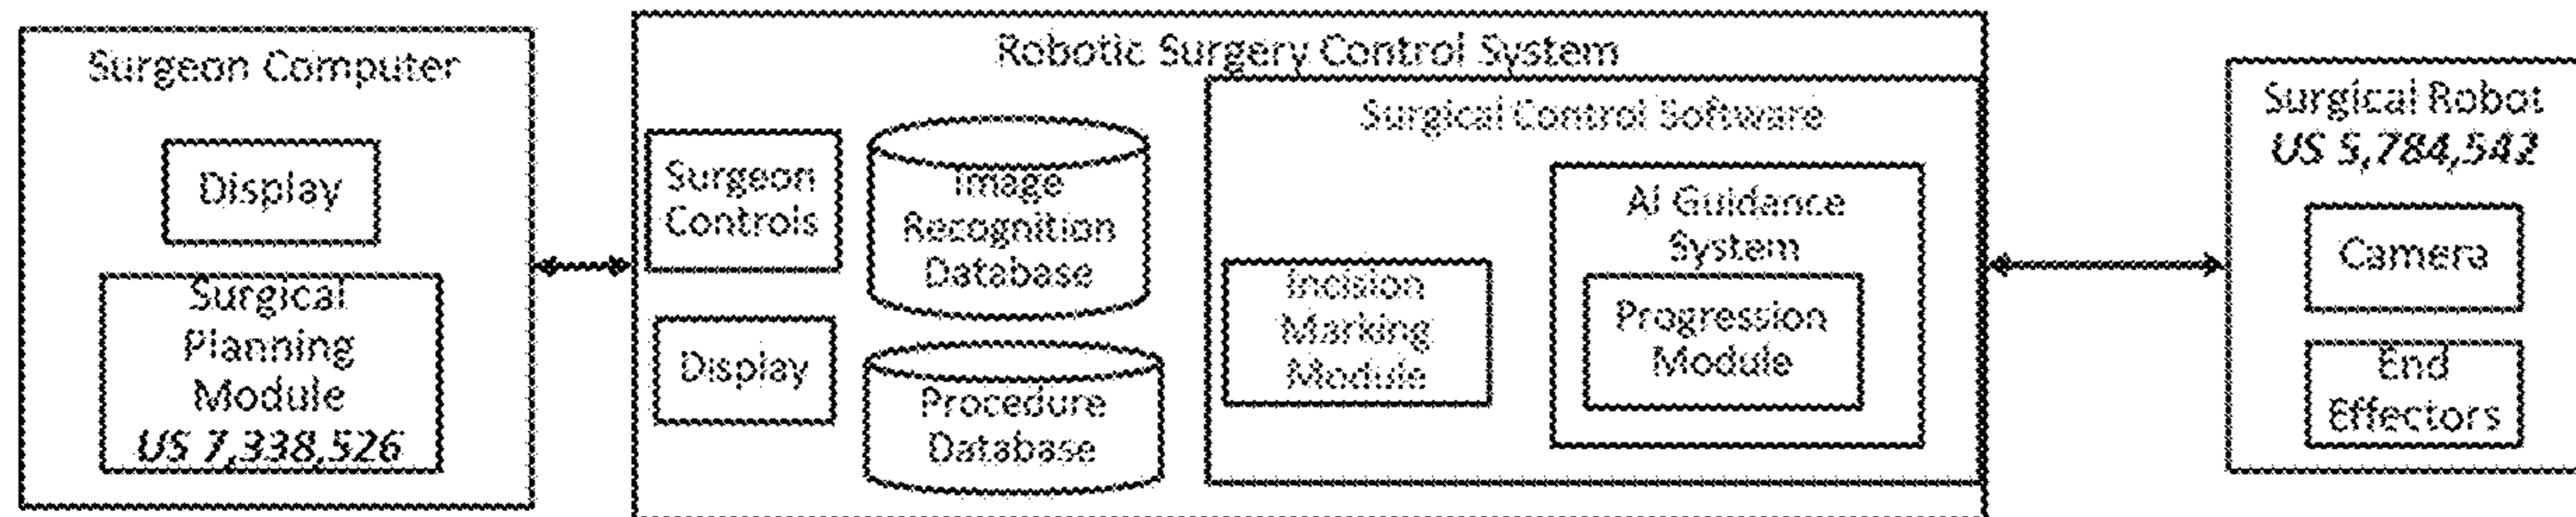 Surgeon Computer
Display
Surgical
Planning
Module
US 7,338,526
Robotic Surgery Control System
Surgeon
Controls
Display
Image
Recognition
Database
Procedure
Database
Surgical Control Software
Incision
Marking
Module
AI Guidance
System
Progression
Module
Surgical Robot
US 5,784,542
Camera
End
Effectors